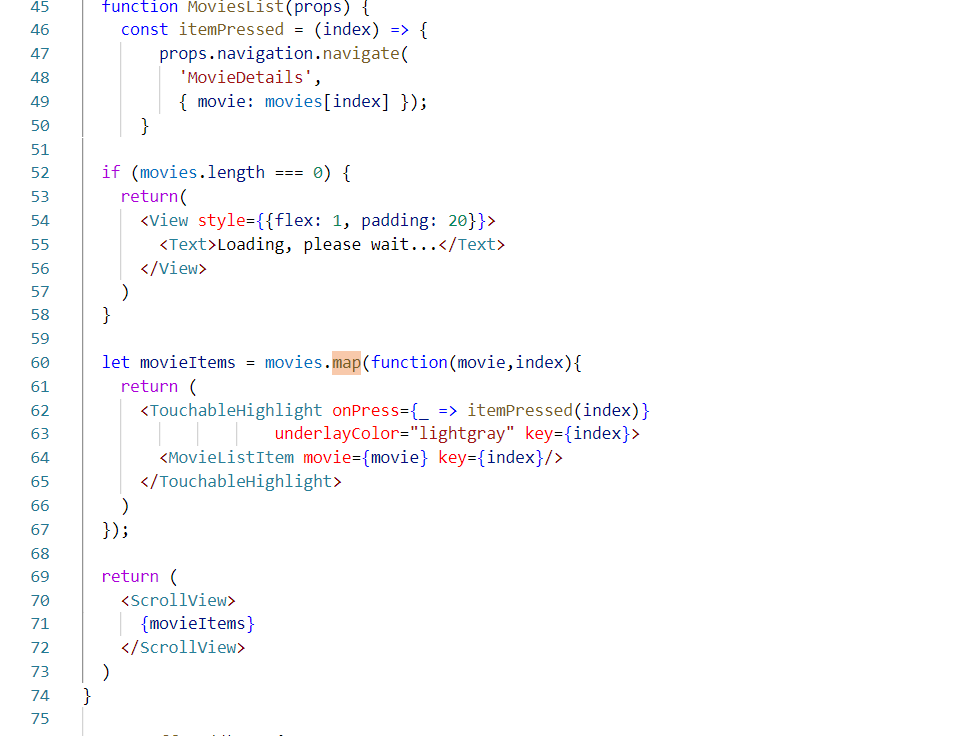 45 function MoviesList(props) {
46 const itemPressed = (index) => {
47 props.navigation.navigate(
48 'MovieDetails',
49 { movie: movies[index] });
50 }
51
52 if (movies.length === 0) {
53 return(
54 <View style={{flex: 1, padding: 20}}>
55 <Text>Loading, please wait...</Text>
56 </View>
57 )
58 }
59
60 let movieItems = movies.map(function(movie,index){
61 return (
62 <TouchableHighlight onPress={_ => itemPressed(index)}
63 underlayColor="lightgray" key={index}>
64 <MovieListItem movie={movie} key={index}/>
65 </TouchableHighlight>
66 )
67 });
68
69 return (
70 <ScrollView>
71 {movieItems}
72 </ScrollView>
73 )
74 }
75